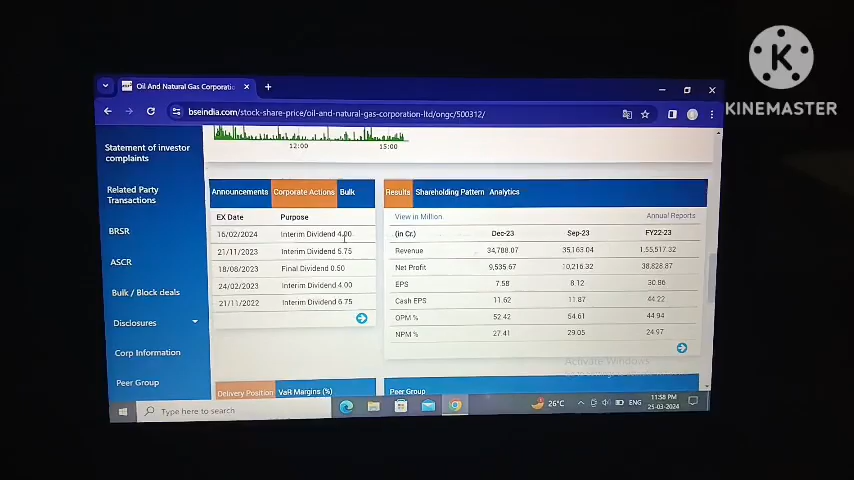 Oil And Natural Gas Corporatio
KINEMASTER
bseindia.com/stock-share-price/oil-and-natural-gas-corporation-ltd/ongc/500312/
Statement of investor
complaints
Related Party
Transactions
BRSR
ASCR
Bulk / Block deals
Disclosures
Corp Information
Peer Group
12:00 15:00
Announcements Corporate Actions Bulk
EX Date Purpose
16/02/2024 Interim Dividend 4.00
21/11/2023 Interim Dividend 5.75
18/08/2023 Final Dividend 0.50
24/02/2023 Interim Dividend 4.00
21/11/2022 Interim Dividend 6.75
Results Shareholding Pattern Analytics
View in Million Annual Reports
(in Cr.) Dec-23 Sep-23 FY22-23
Revenue 34,788.07 35,163.04 1,55,517.32
Net Profit 9,535.67 10,216.32 38,828.87
EPS 7.58 8.12 30.86
Cash EPS 11.62 11.87 44.22
OPM % 52.42 54.61 44.94
NPM % 27.41 29.05 24.97
Activate Windows
Delivery Position VaR Margins (%)
Peer Group
Type here to search
26°C
ENG
11:58 PM
25-03-2024